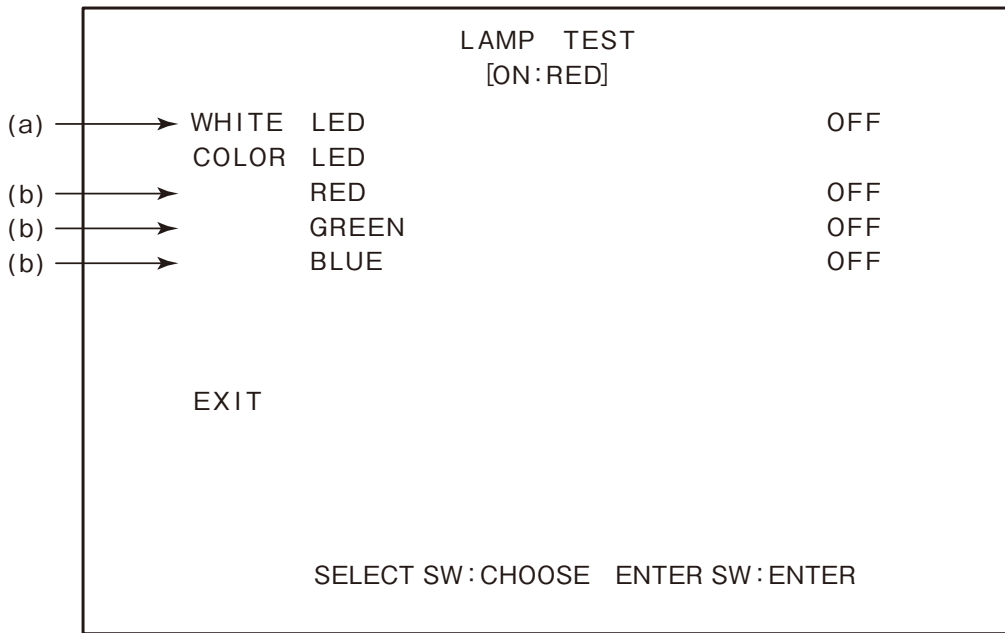 LAMP TEST
[ON:RED]
(a) WHITE LED OFF
COLOR LED
(b) RED OFF
(b) GREEN OFF
(b) BLUE OFF
EXIT
SELECT SW:CHOOSE ENTER SW:ENTER